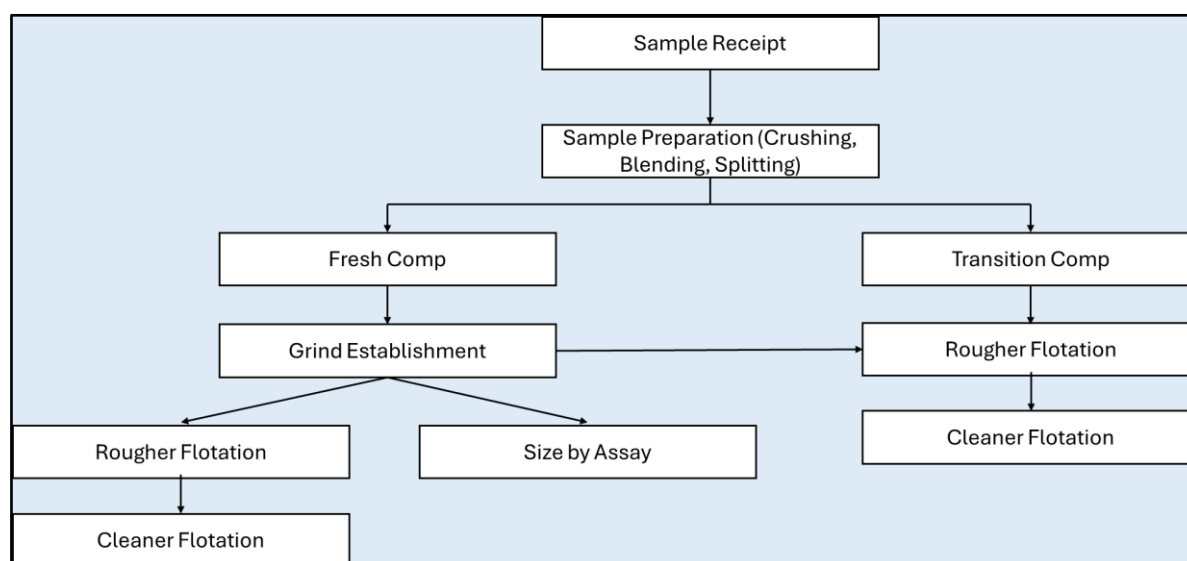 Sample Receipt
Sample Preparation (Crushing,
Blending, Splitting)
Fresh Comp
Transition Comp
Grind Establishment
Rougher Flotation
Rougher Flotation
Size by Assay
Cleaner Flotation
Cleaner Flotation